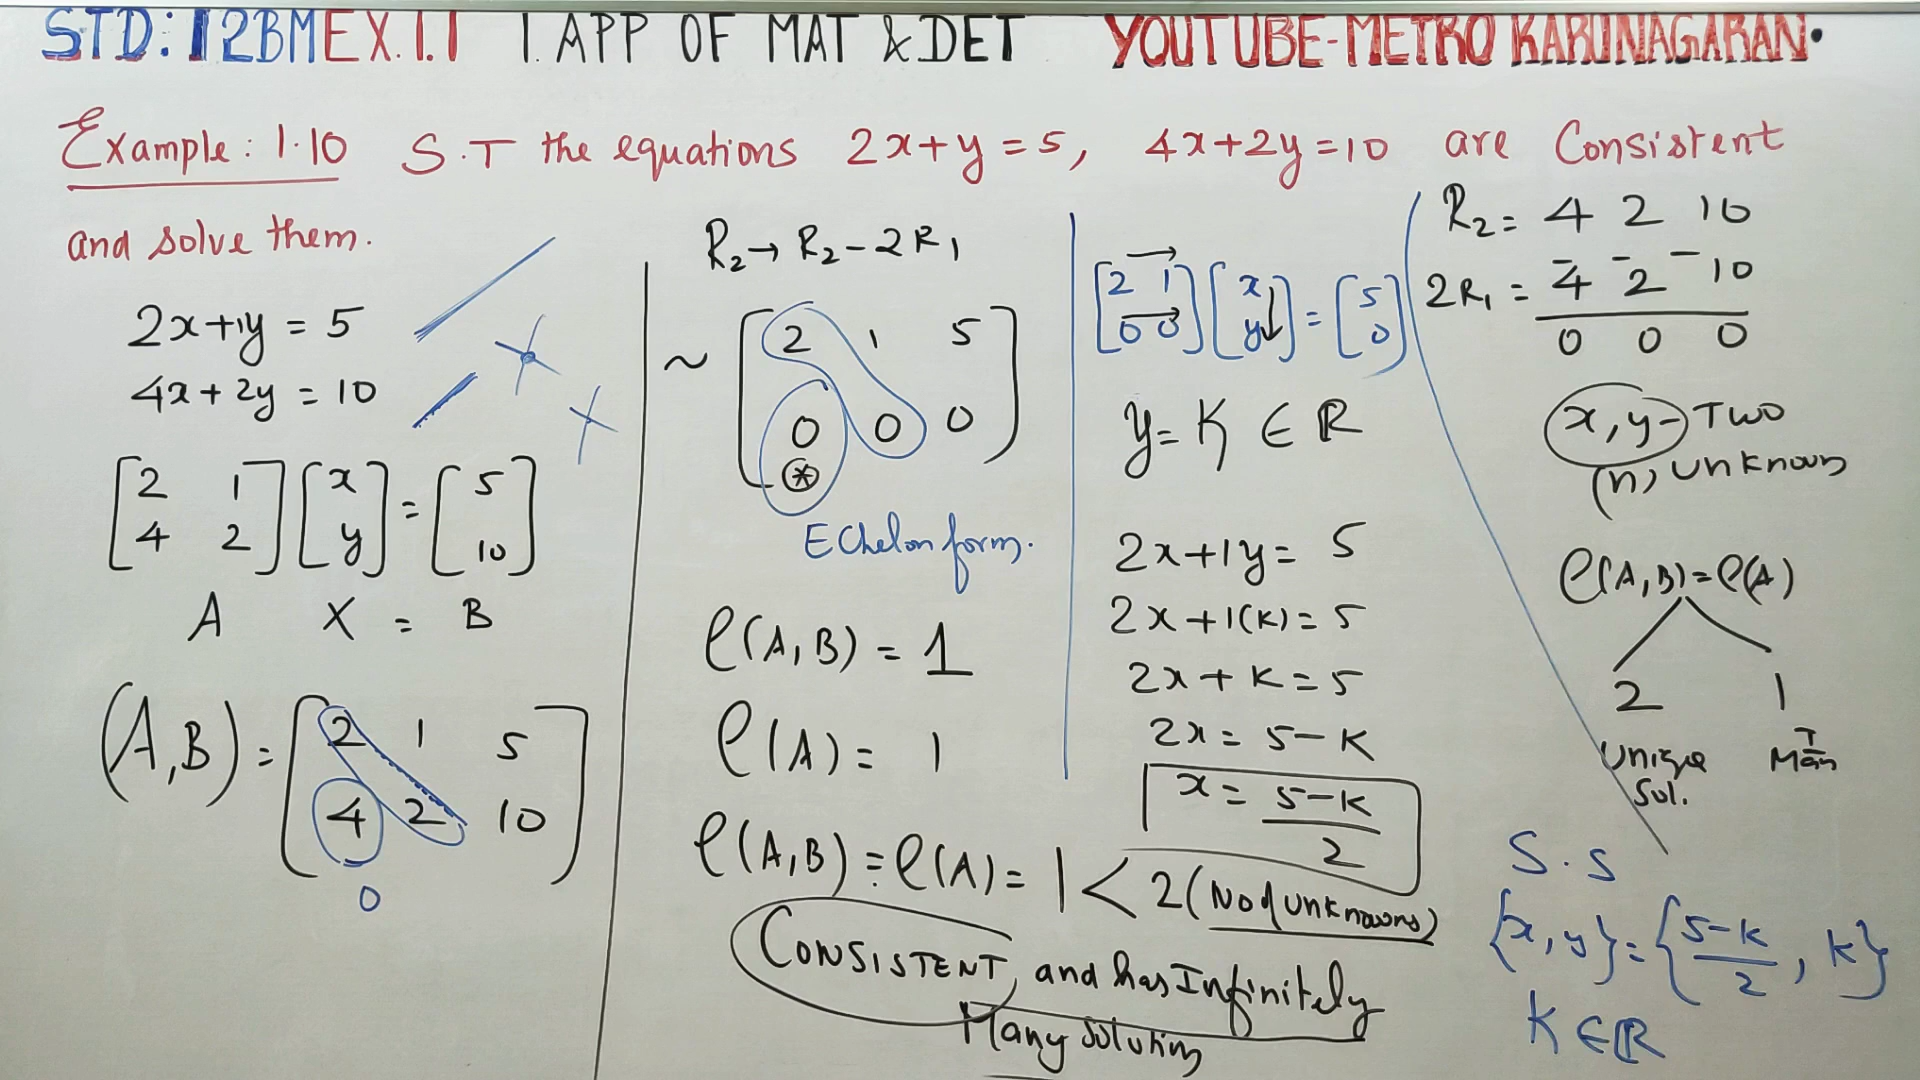 STD: 12BM EX.1.1 1. APP OF MAT & DET YOUTUBE-METRO KARUNAGARAN.
Example: 1.10 S.T the equations 2x+y=5, 4x+2y=10 are Consistent
and solve them.
2x+1y = 5
4x+2y = 10
[2 1] [x] = [5]
[4 2] [y] [10]
A X = B
(A,B) = [2 1 5]
[4 2 10]
0
R₂→R₂-2R₁
~ [2 1 5]
[0 0 0]
*
Echelon form.
ρ(A,B) = 1
ρ(A) = 1
ρ(A,B) = ρ(A) = 1 < 2 (No of unknowns)
CONSISTENT, and has Infinitely
Many Solution
[2 1] [x] = [5]
[0 0] [y] [0]
y = K ∈ R
2x+1y = 5
2x+1(K) = 5
2x+K = 5
2x = 5-K
x = 5-K
2
R₂ = 4 2 10
2R₁ = 4 2 10
- - -
0 0 0
x, y - TWO
(n) unknown
ρ(A,B) = ρ(A)
2 1
Unique
Sol.
S.S
{x,y} = {5-K/2, K}
K ∈ R